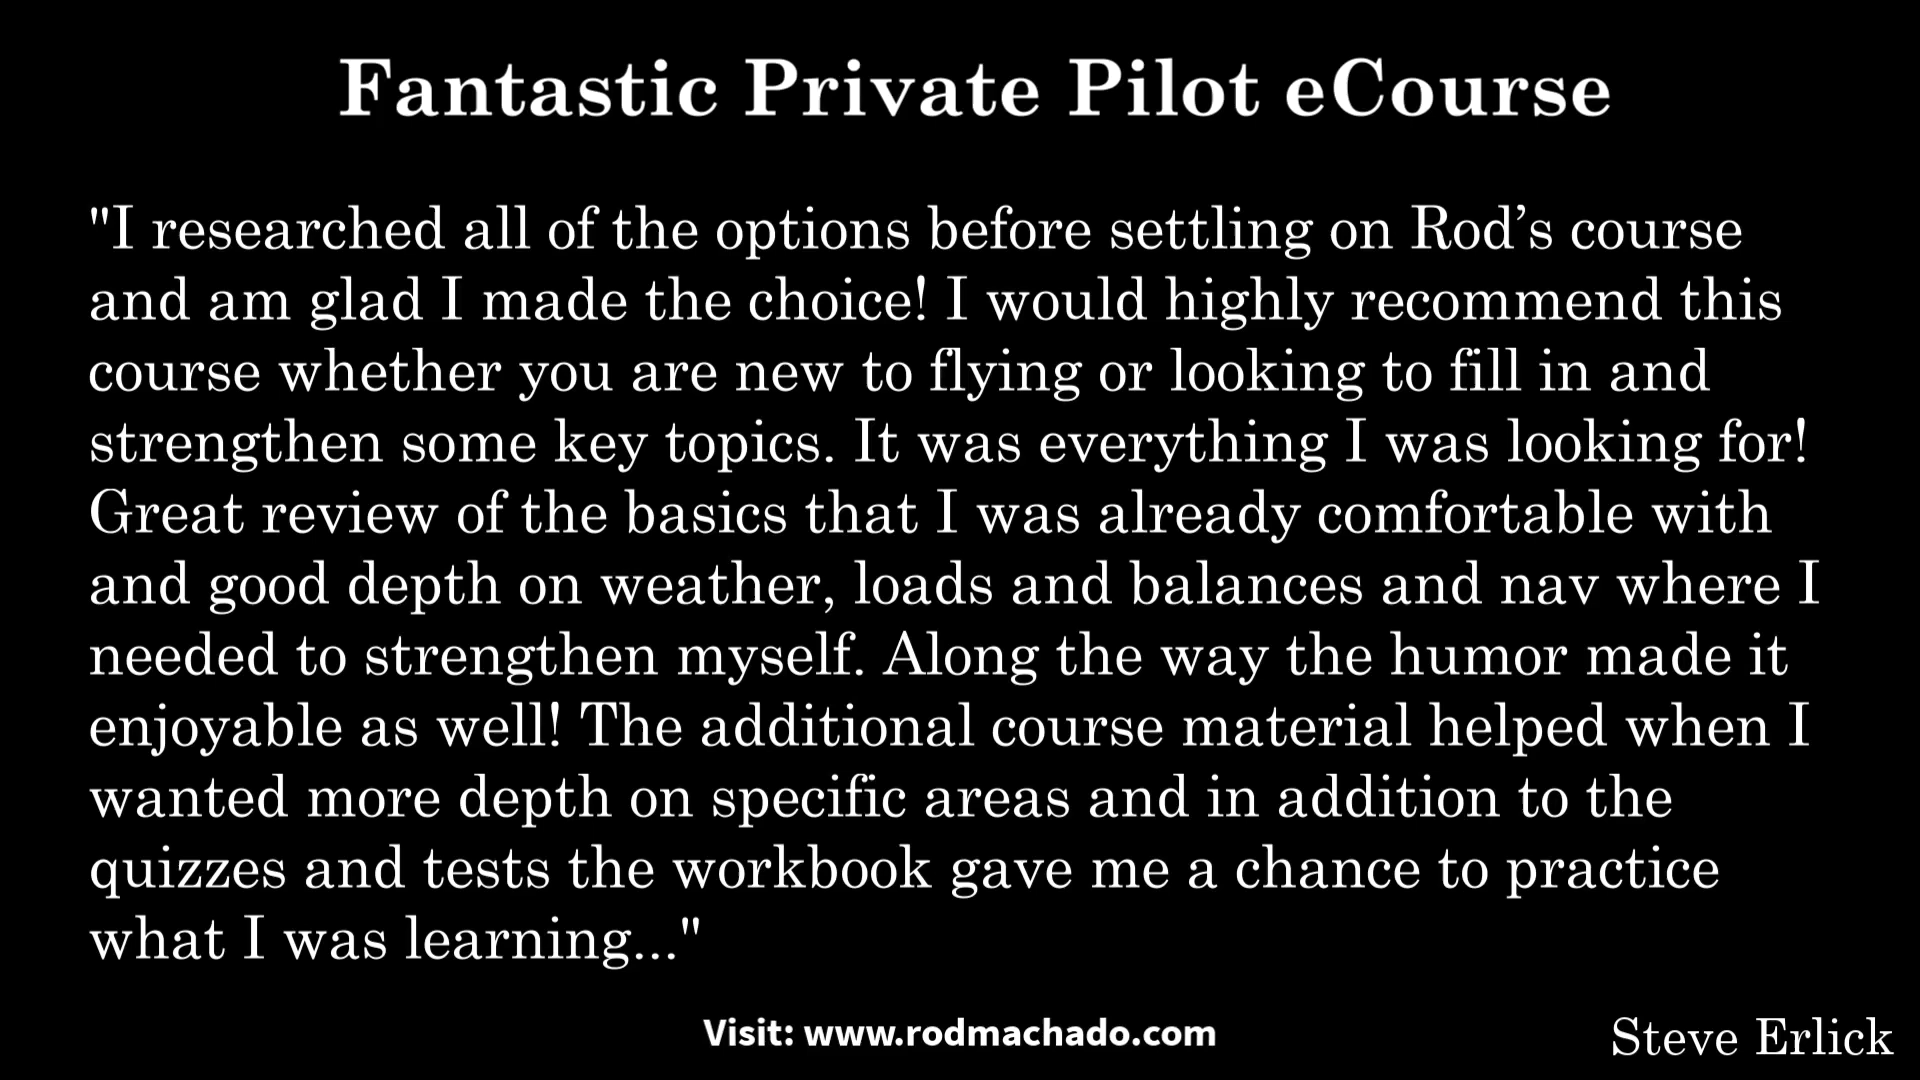 Fantastic Private Pilot eCourse
"I researched all of the options before settling on Rod’s course
and am glad I made the choice! I would highly recommend this
course whether you are new to flying or looking to fill in and
strengthen some key topics. It was everything I was looking for!
Great review of the basics that I was already comfortable with
and good depth on weather, loads and balances and nav where I
needed to strengthen myself. Along the way the humor made it
enjoyable as well! The additional course material helped when I
wanted more depth on specific areas and in addition to the
quizzes and tests the workbook gave me a chance to practice
what I was learning..."
Visit: www.rodmachado.com
Steve Erlick